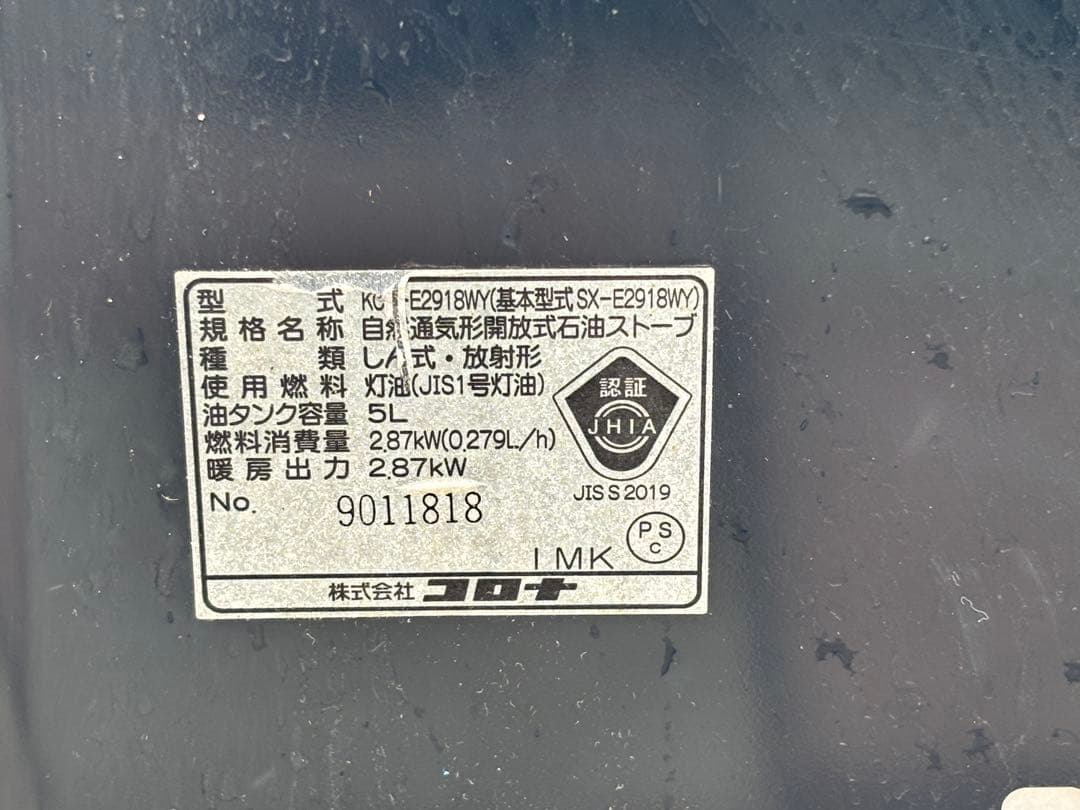 型式 E2918WY(基本型式 SX-E2918WY)
規格名称 自然通気形開放式石油ストーブ
種類 しん式・放射形
使用燃料 灯油(JIS1号灯油)
油タンク容量 5L
燃料消費量 2.87kW(0.279L/h)
暖房出力 2.87kW
認証
JHIA
JIS S 2019
No. 9011818
PS
C
IMK
株式会社 コロナ